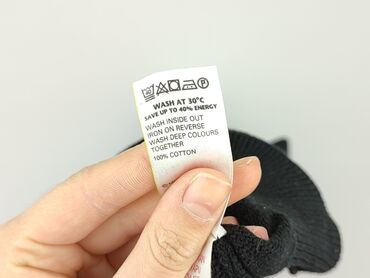 WASH AT 30°C
SAVE UP TO 40% ENERGY
WASH INSIDE OUT
IRON ON REVERSE
WASH DEEP COLOURS
TOGETHER
100% COTTON